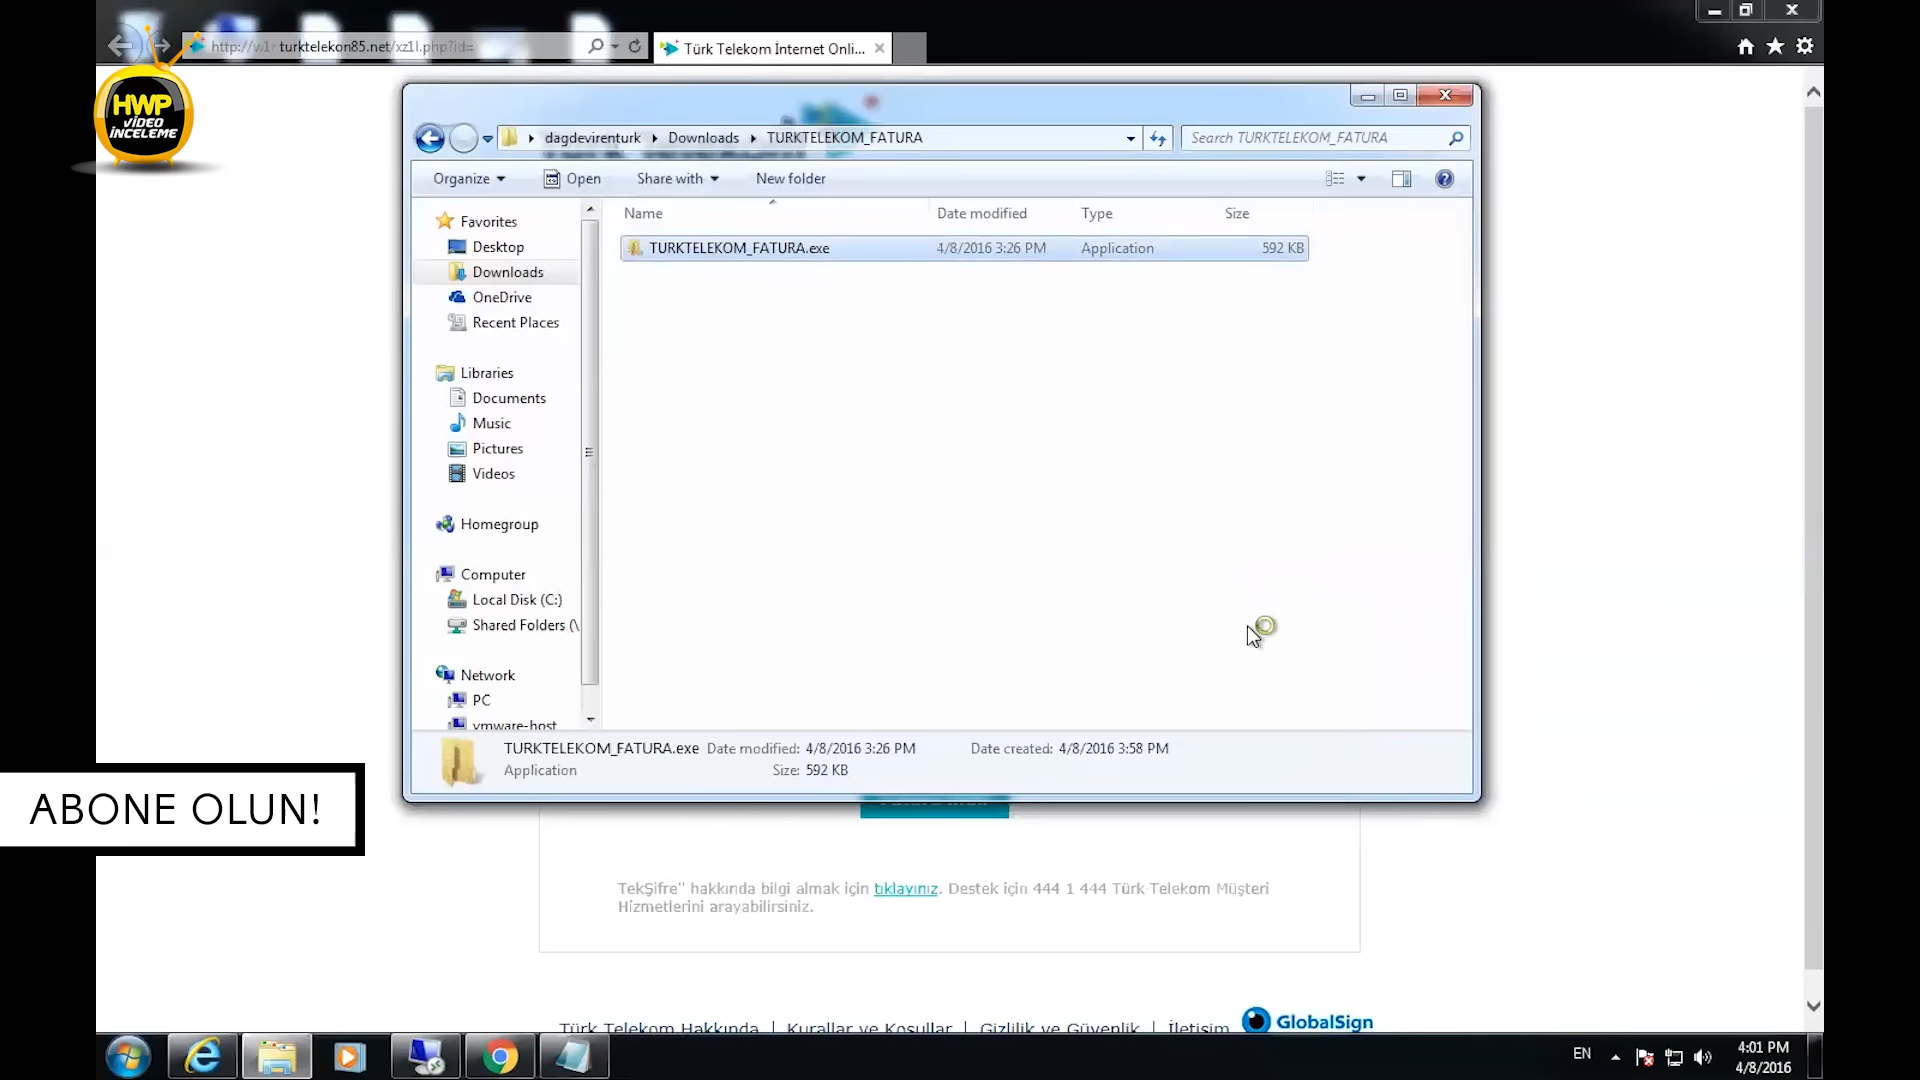 http://w1r.turktelekon85.net/xz1l.php?id=
Türk Telekom İnternet Onli...
HWP
VİDEO
İNCELEME
dagdevirenturk
Downloads
TURKTELEKOM_FATURA
Search TURKTELEKOM_FATURA
Organize
Open
Share with
New folder
Name
Date modified
Type
Size
TURKTELEKOM_FATURA.exe
4/8/2016 3:26 PM
Application
592 KB
Favorites
Desktop
Downloads
OneDrive
Recent Places
Libraries
Documents
Music
Pictures
Videos
Homegroup
Computer
Local Disk (C:)
Shared Folders (\
Network
PC
vmware-host
TURKTELEKOM_FATURA.exe Date modified: 4/8/2016 3:26 PM Date created: 4/8/2016 3:58 PM
Application Size: 592 KB
ABONE OLUN!
TekŞifre" hakkında bilgi almak için tıklayınız. Destek için 444 1 444 Türk Telekom Müşteri
Hizmetlerini arayabilirsiniz.
Türk Telekom Hakkında | Kurallar ve Koşullar | Gizlilik ve Güvenlik | İletişim
GlobalSign
EN
4:01 PM
4/8/2016